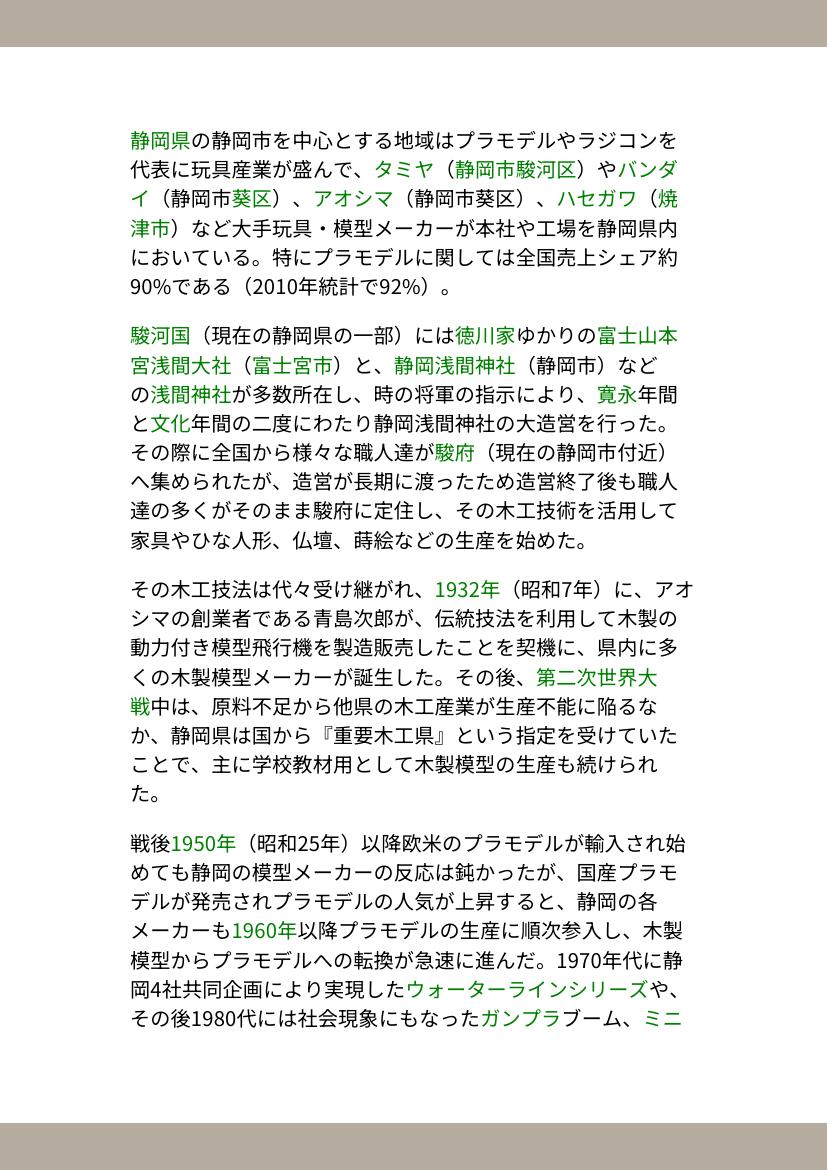 静岡県の静岡市を中心とする地域はプラモデルやラジコンを
代表に玩具産業が盛んで、タミヤ（静岡市駿河区）やバンダ
イ（静岡市葵区）、アオシマ（静岡市葵区）、ハセガワ（焼
津市）など大手玩具・模型メーカーが本社や工場を静岡県内
においている。特にプラモデルに関しては全国売上シェア約
90%である（2010年統計で92%）。
駿河国（現在の静岡県の一部）には徳川家ゆかりの富士山本
宮浅間大社（富士宮市）と、静岡浅間神社（静岡市）など
の浅間神社が多数所在し、時の将軍の指示により、寛永年間
と文化年間の二度にわたり静岡浅間神社の大造営を行った。
その際に全国から様々な職人達が駿府（現在の静岡市付近）
へ集められたが、造営が長期に渡ったため造営終了後も職人
達の多くがそのまま駿府に定住し、その木工技術を活用して
家具やひな人形、仏壇、蒔絵などの生産を始めた。
その木工技法は代々受け継がれ、1932年（昭和7年）に、アオ
シマの創業者である青島次郎が、伝統技法を利用して木製の
動力付き模型飛行機を製造販売したことを契機に、県内に多
くの木製模型メーカーが誕生した。その後、第二次世界大
戦中は、原料不足から他県の木工産業が生産不能に陥るな
か、静岡県は国から『重要木工県』という指定を受けていた
ことで、主に学校教材用として木製模型の生産も続けられ
た。
戦後1950年（昭和25年）以降欧米のプラモデルが輸入され始
めても静岡の模型メーカーの反応は鈍かったが、国産プラモ
デルが発売されプラモデルの人気が上昇すると、静岡の各
メーカーも1960年以降プラモデルの生産に順次参入し、木製
模型からプラモデルへの転換が急速に進んだ。1970年代に静
岡4社共同企画により実現したウォーターラインシリーズや、
その後1980代には社会現象にもなったガンプラブーム、ミニ